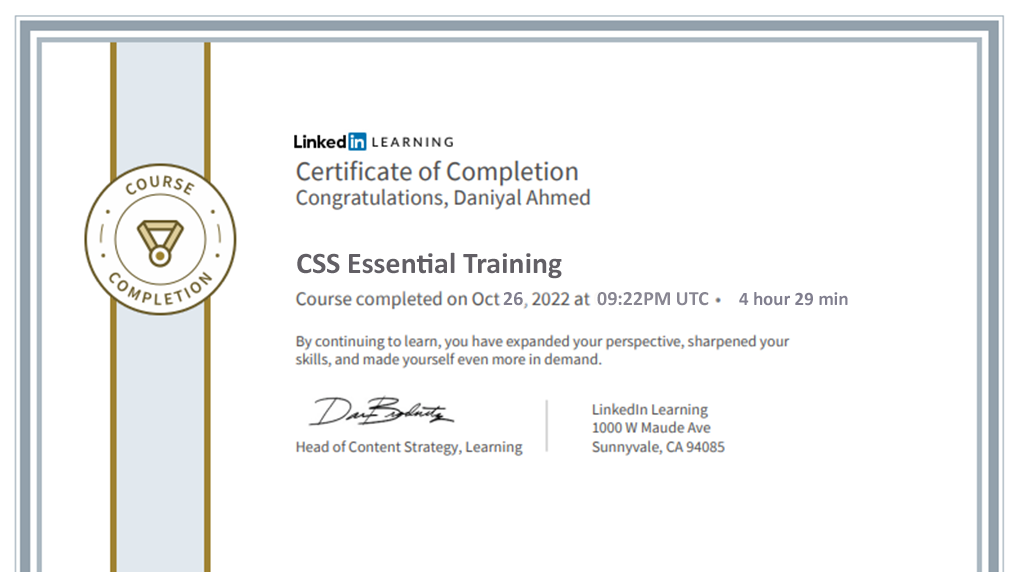 COURSE
COMPLETION
Linked in LEARNING
Certificate of Completion
Congratulations, Daniyal Ahmed
CSS Essential Training
Course completed on Oct 26, 2022 at 09:22PM UTC • 4 hour 29 min
By continuing to learn, you have expanded your perspective, sharpened your
skills, and made yourself even more in demand.
Head of Content Strategy, Learning
LinkedIn Learning
1000 W Maude Ave
Sunnyvale, CA 94085